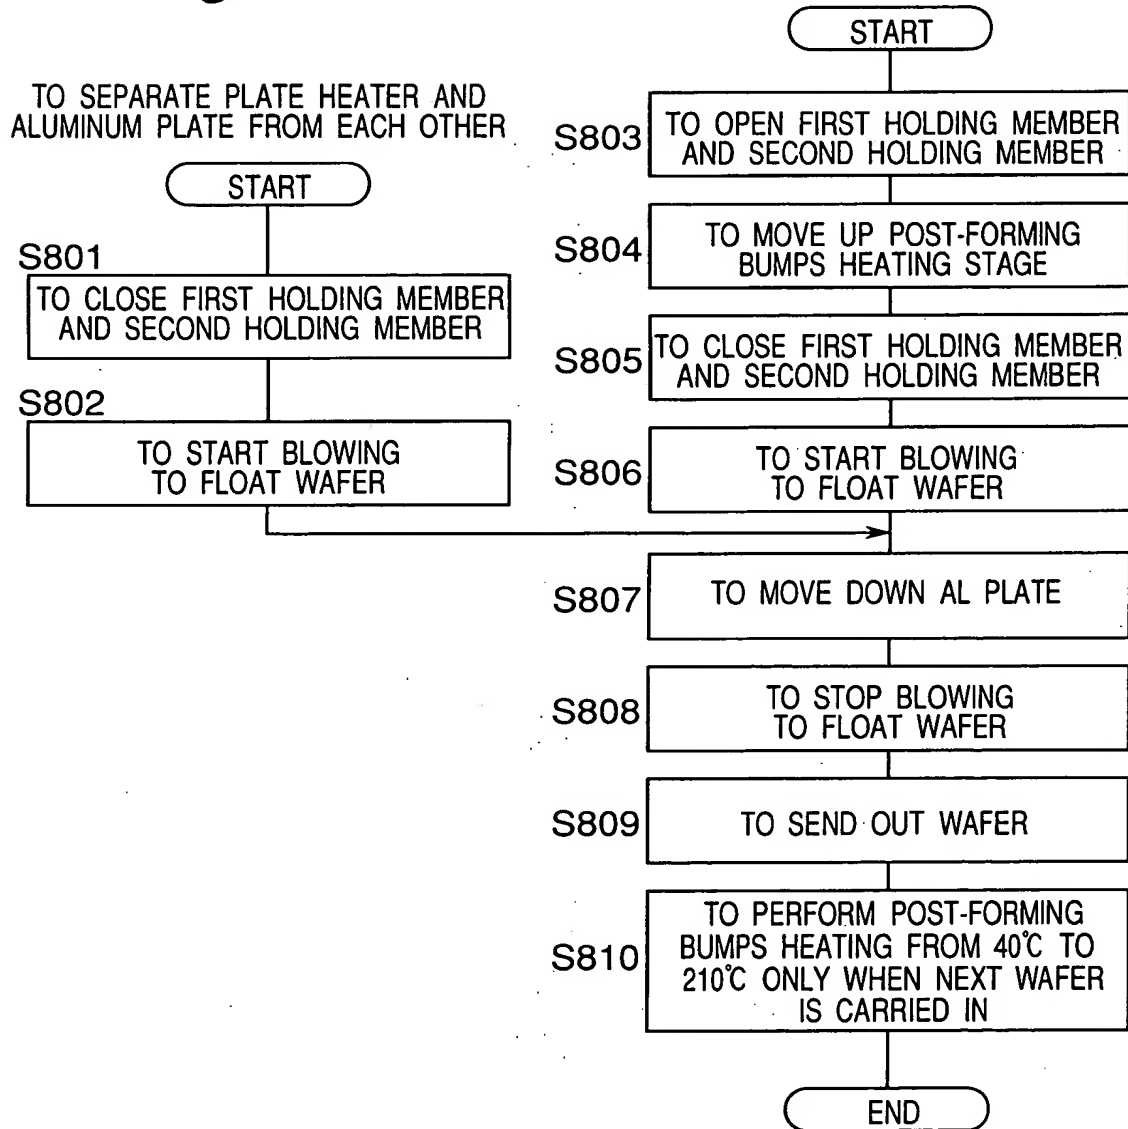 TO SEPARATE PLATE HEATER AND
ALUMINUM PLATE FROM EACH OTHER
START
S801
TO CLOSE FIRST HOLDING MEMBER
AND SECOND HOLDING MEMBER
S802
TO START BLOWING
TO FLOAT WAFER
START
S803
TO OPEN FIRST HOLDING MEMBER
AND SECOND HOLDING MEMBER
S804
TO MOVE UP POST-FORMING
BUMPS HEATING STAGE
S805
TO CLOSE FIRST HOLDING MEMBER
AND SECOND HOLDING MEMBER
S806
TO START BLOWING
TO FLOAT WAFER
S807
TO MOVE DOWN AL PLATE
S808
TO STOP BLOWING
TO FLOAT WAFER
S809
TO SEND OUT WAFER
S810
TO PERFORM POST-FORMING
BUMPS HEATING FROM 40℃ TO
210℃ ONLY WHEN NEXT WAFER
IS CARRIED IN
END